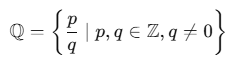 ℚ = { p/q | p, q ∈ ℤ, q ≠ 0 }